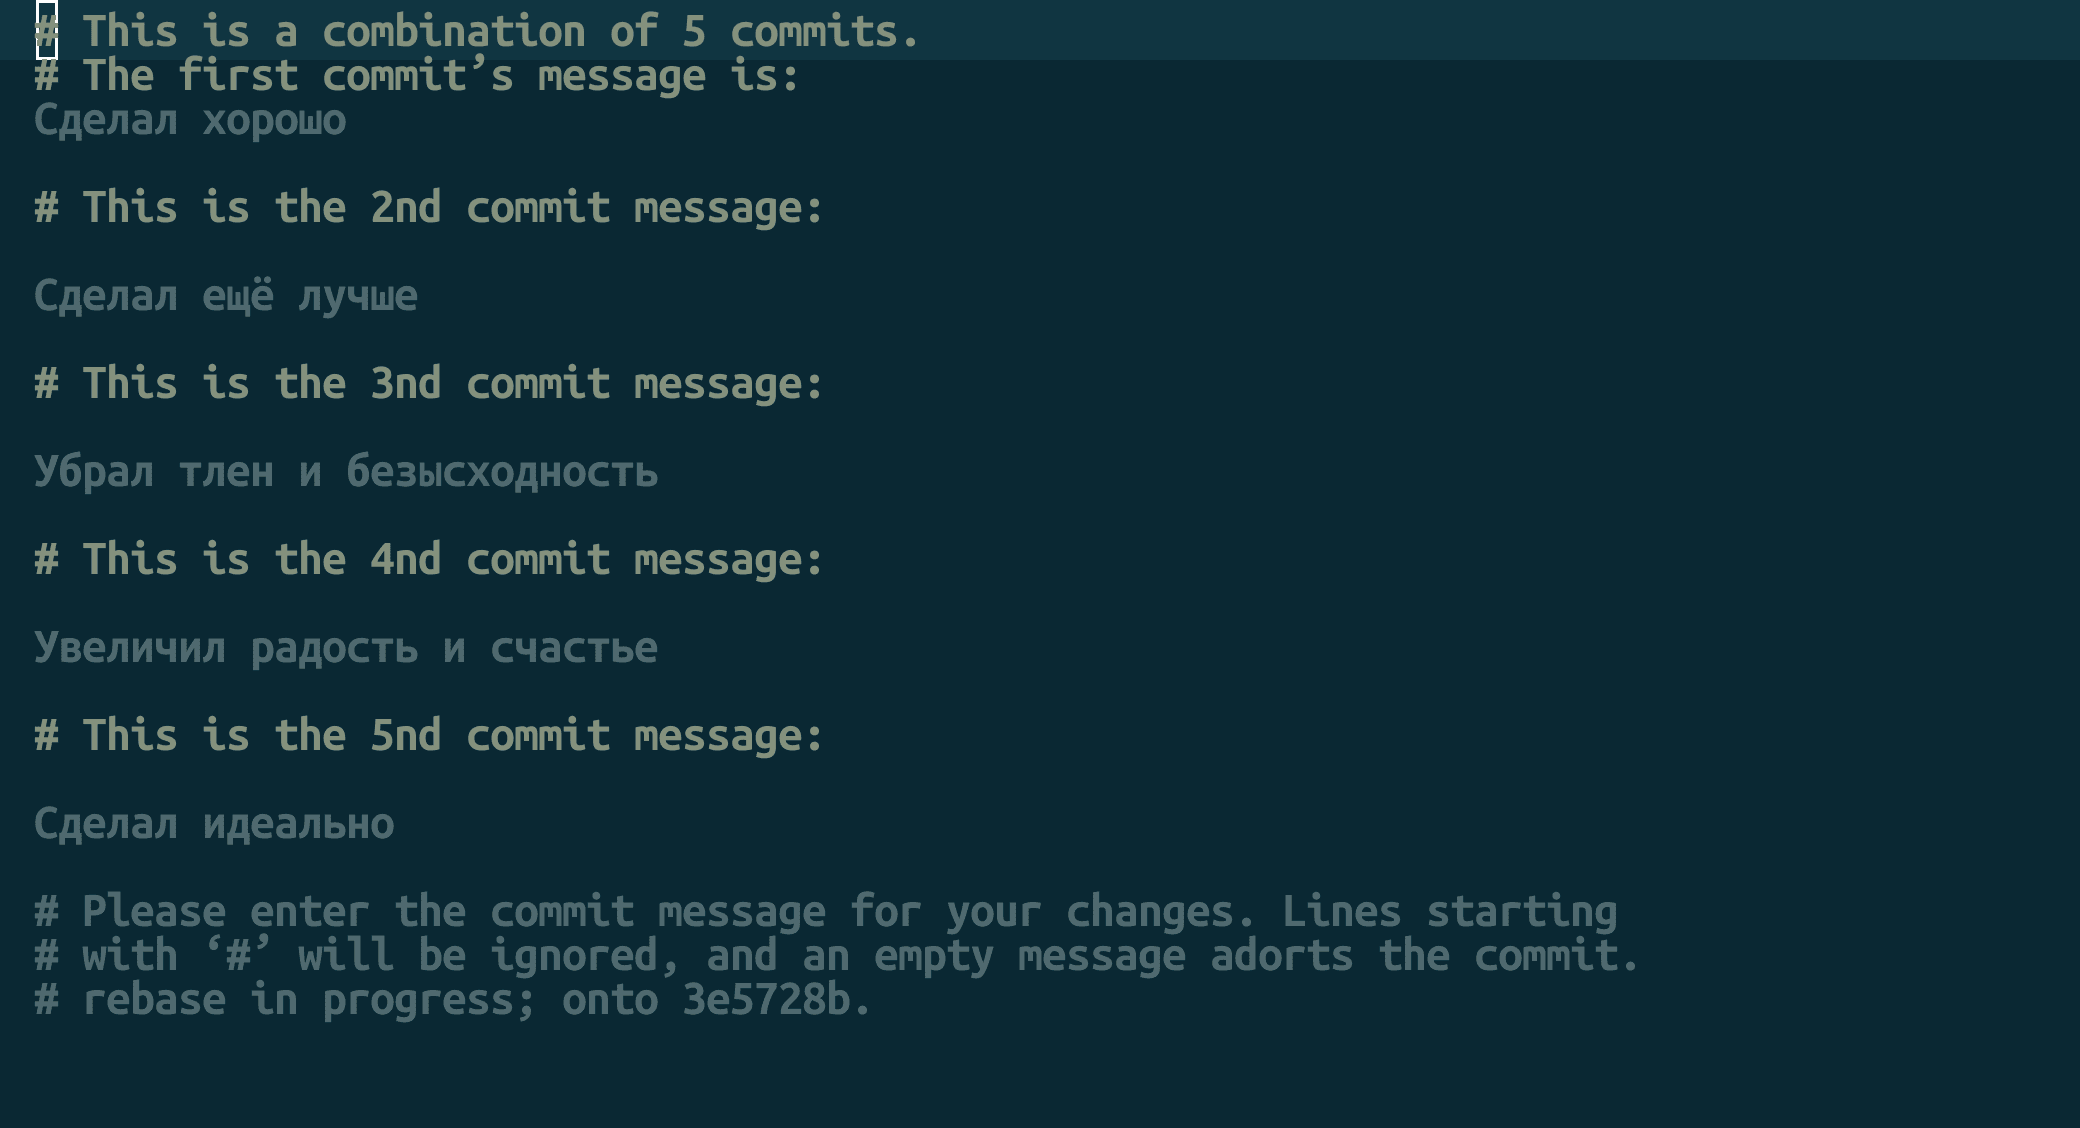 # This is a combination of 5 commits.
# The first commit’s message is:
Сделал хорошо
# This is the 2nd commit message:
Сделал ещё лучше
# This is the 3nd commit message:
Убрал тлен и безысходность
# This is the 4nd commit message:
Увеличил радость и счастье
# This is the 5nd commit message:
Сделал идеально
# Please enter the commit message for your changes. Lines starting
# with ‘#’ will be ignored, and an empty message adorts the commit.
# rebase in progress; onto 3e5728b.